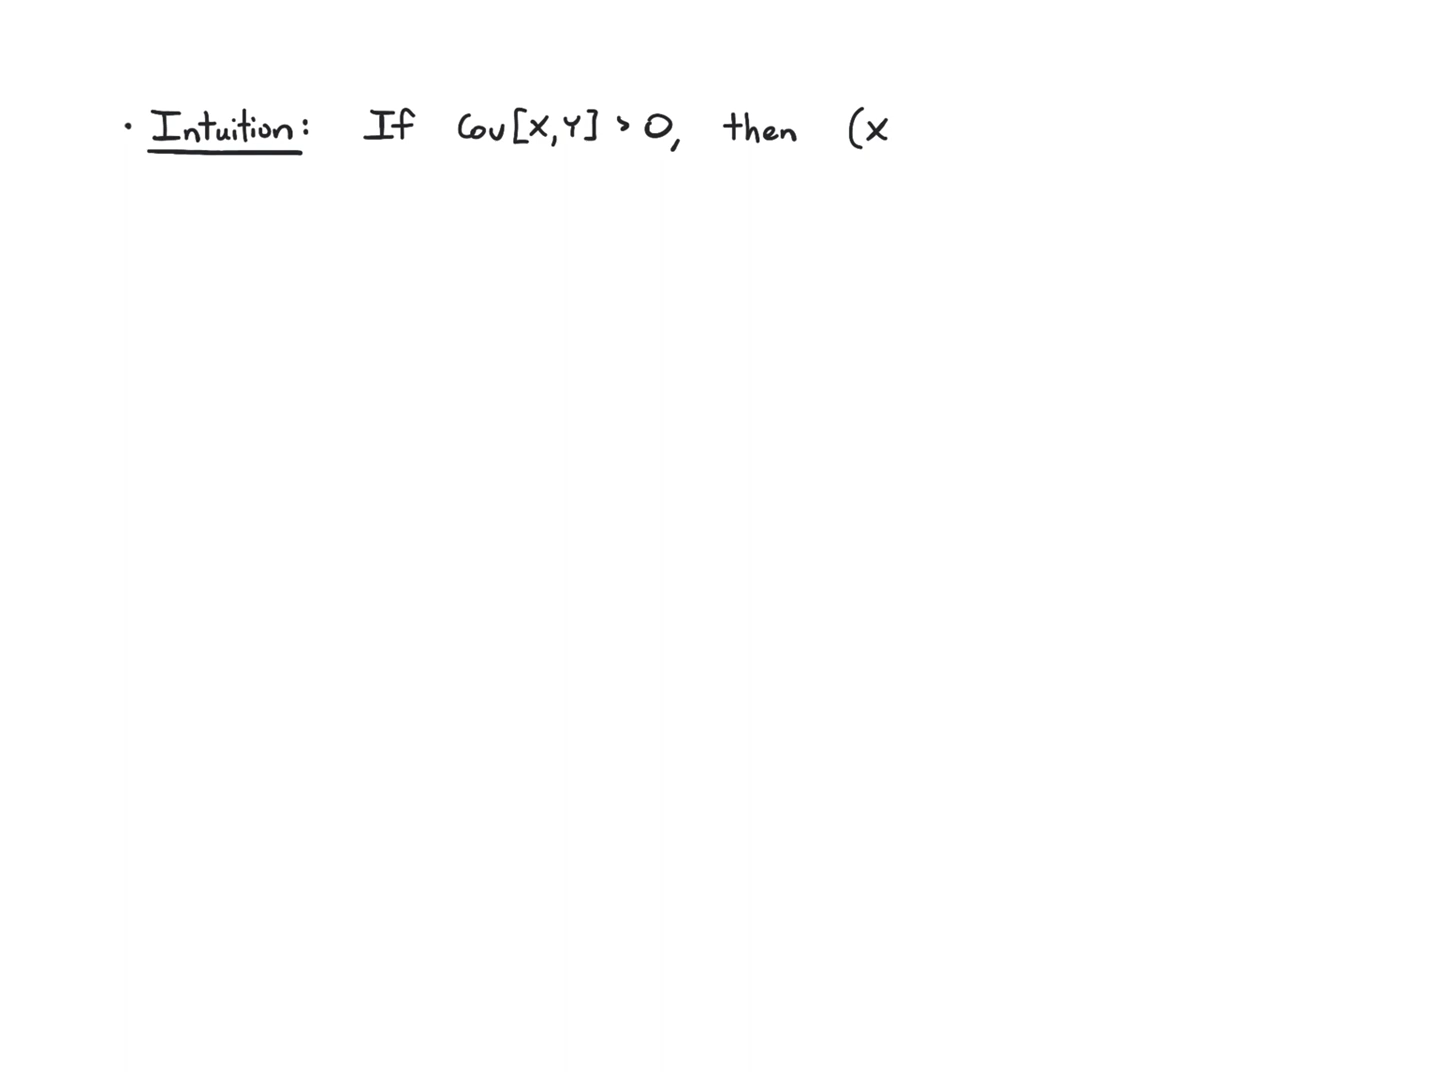 · Intuition: If Cov[X,Y] > 0, then (X